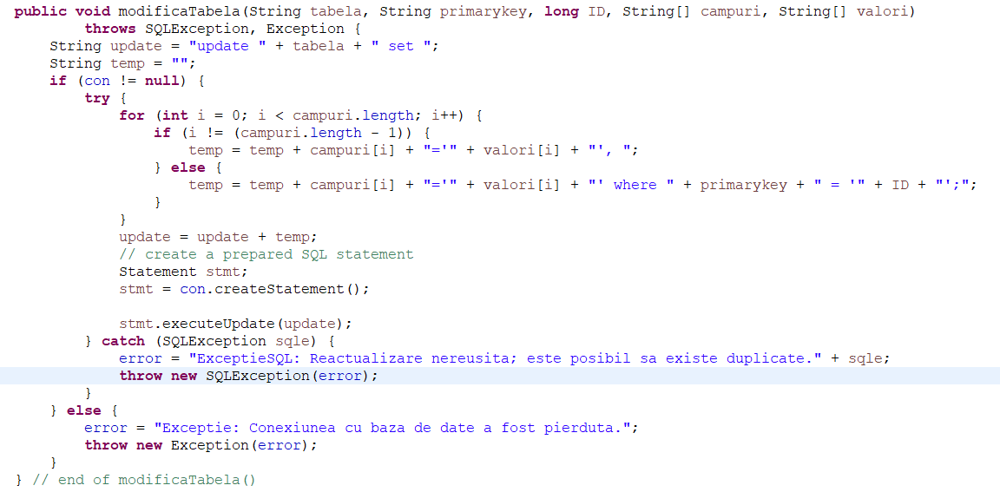 public void modificaTabela(String tabela, String primarykey, long ID, String[] campuri, String[] valori)
        throws SQLException, Exception {
    String update = "update " + tabela + " set ";
    String temp = "";
    if (con != null) {
        try {
            for (int i = 0; i < campuri.length; i++) {
                if (i != (campuri.length - 1)) {
                    temp = temp + campuri[i] + "='" + valori[i] + "', ";
                } else {
                    temp = temp + campuri[i] + "='" + valori[i] + "' where " + primarykey + " = '" + ID + "';";
                }
            }
            update = update + temp;
            // create a prepared SQL statement
            Statement stmt;
            stmt = con.createStatement();

            stmt.executeUpdate(update);
        } catch (SQLException sqle) {
            error = "ExceptieSQL: Reactualizare nereusita; este posibil sa existe duplicate." + sqle;
            throw new SQLException(error);
        }
    } else {
        error = "Exceptie: Conexiunea cu baza de date a fost pierduta.";
        throw new Exception(error);
    }
} // end of modificaTabela()